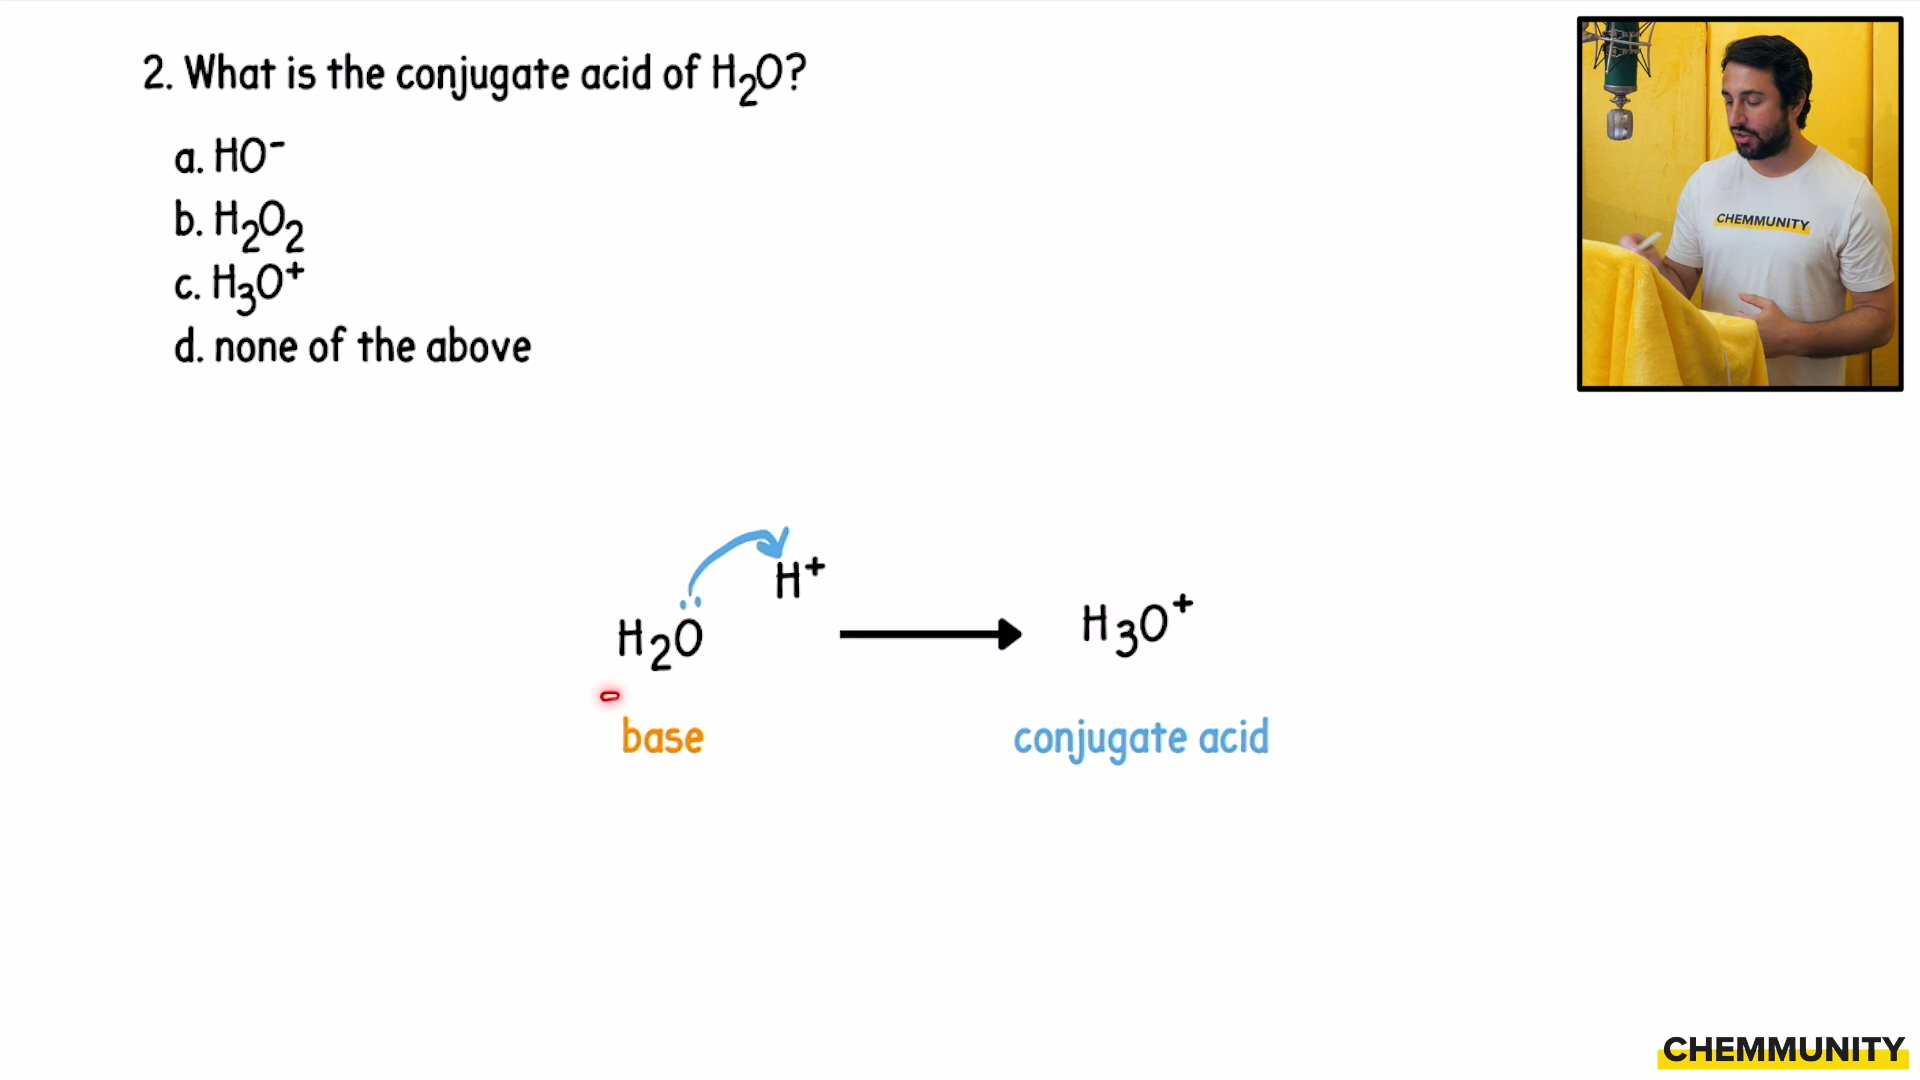 2. What is the conjugate acid of H₂O?
a. HO⁻
b. H₂O₂
c. H₃O⁺
d. none of the above
CHEMMUNITY
H⁺
H₂O
H₃O⁺
base
conjugate acid
CHEMMUNITY